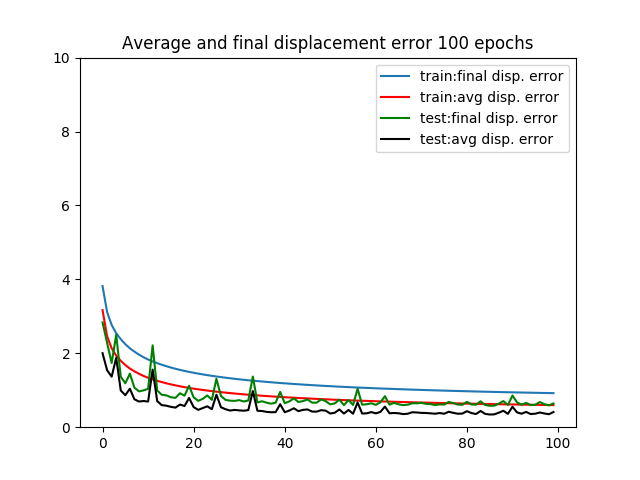 Average and final displacement error 100 epochs
10
8
6
4
2
0
0 20 40 60 80 100
train:final disp. error
train:avg disp. error
test:final disp. error
test:avg disp. error